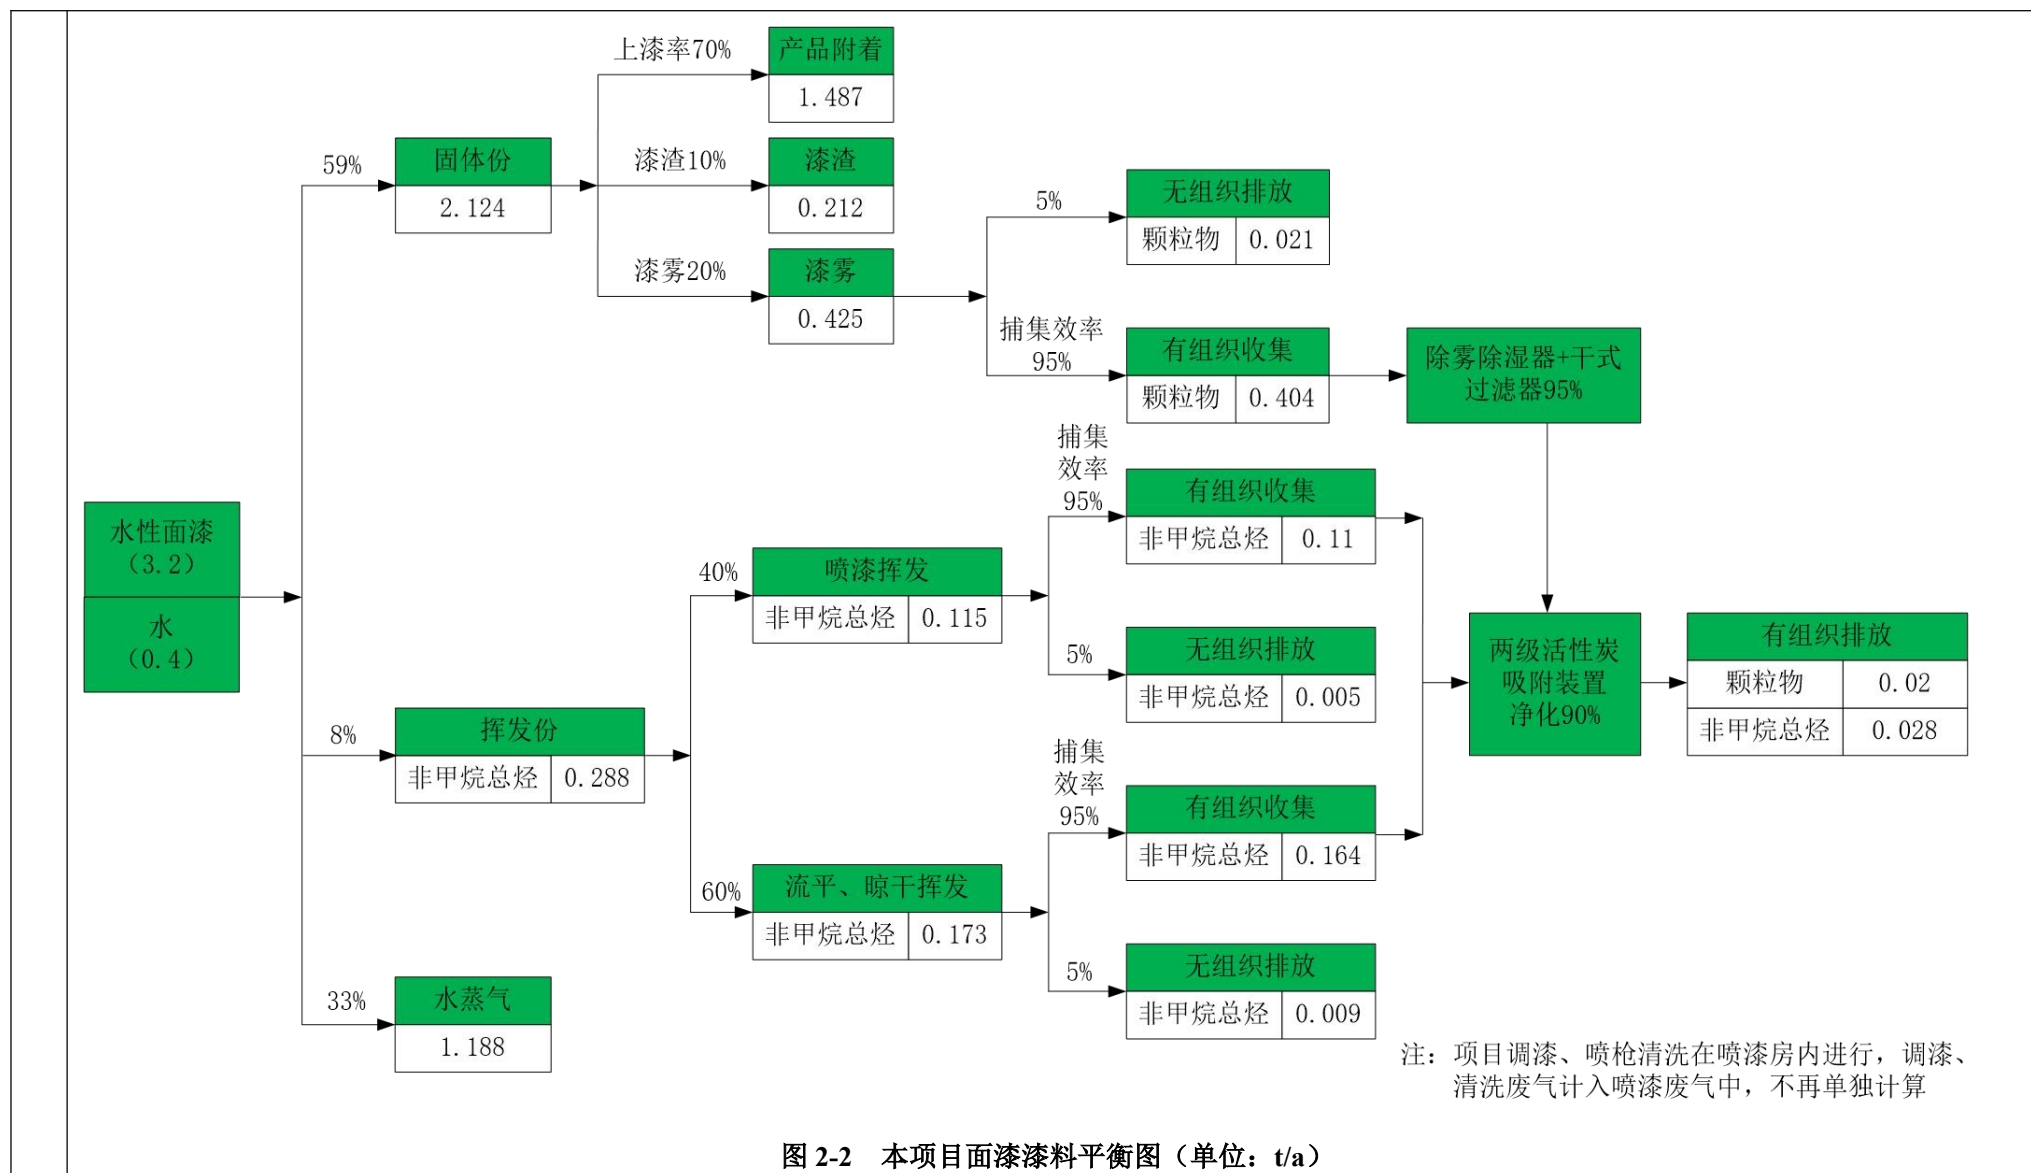 上漆率70%
产品附着
1.487
59%
固体份
2.124
漆渣10%
漆渣
0.212
漆雾20%
漆雾
0.425
5%
无组织排放
颗粒物 0.021
捕集效率
95%
有组织收集
颗粒物 0.404
除雾除湿器+干式
过滤器95%
水性面漆
（3.2）
水
（0.4）
8%
挥发份
非甲烷总烃 0.288
40%
喷漆挥发
非甲烷总烃 0.115
捕集
效率
95%
有组织收集
非甲烷总烃 0.11
5%
无组织排放
非甲烷总烃 0.005
60%
流平、晾干挥发
非甲烷总烃 0.173
捕集
效率
95%
有组织收集
非甲烷总烃 0.164
5%
无组织排放
非甲烷总烃 0.009
两级活性炭
吸附装置
净化90%
有组织排放
颗粒物 0.02
非甲烷总烃 0.028
33%
水蒸气
1.188
注：项目调漆、喷枪清洗在喷漆房内进行，调漆、
清洗废气计入喷漆废气中，不再单独计算
图 2-2 本项目面漆漆料平衡图（单位：t/a）